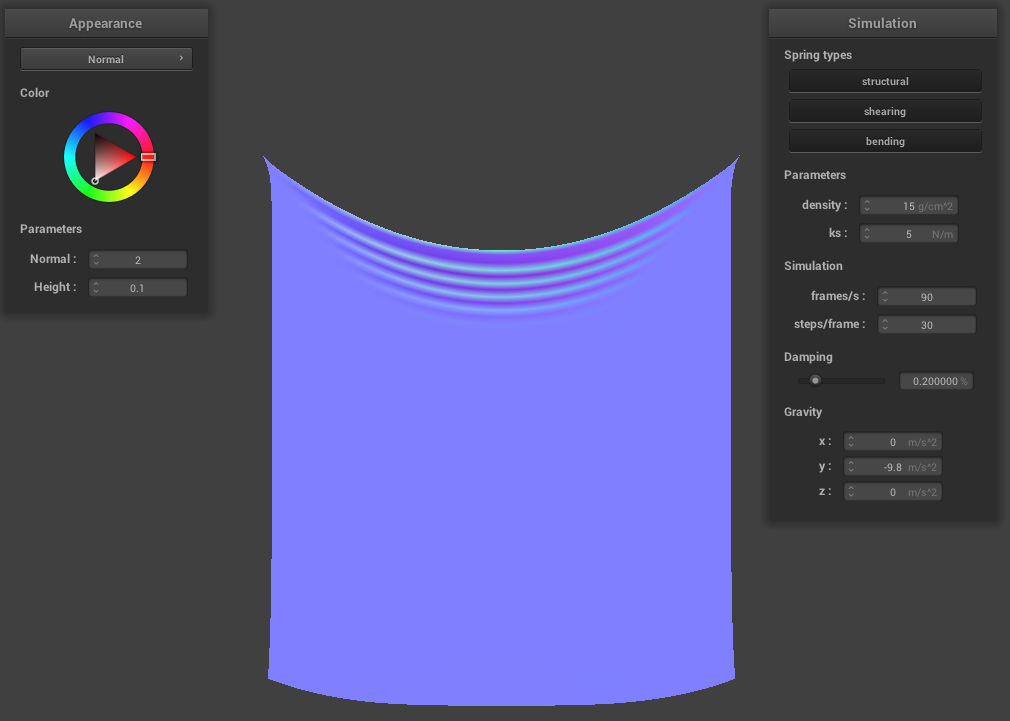 Appearance
Normal
Color
Parameters
Normal : 2
Height : 0.1
Simulation
Spring types
structural
shearing
bending
Parameters
density : 15 g/cm^2
ks : 5 N/m
Simulation
frames/s : 90
steps/frame : 30
Damping
0.200000 %
Gravity
x : 0 m/s^2
y : -9.8 m/s^2
z : 0 m/s^2